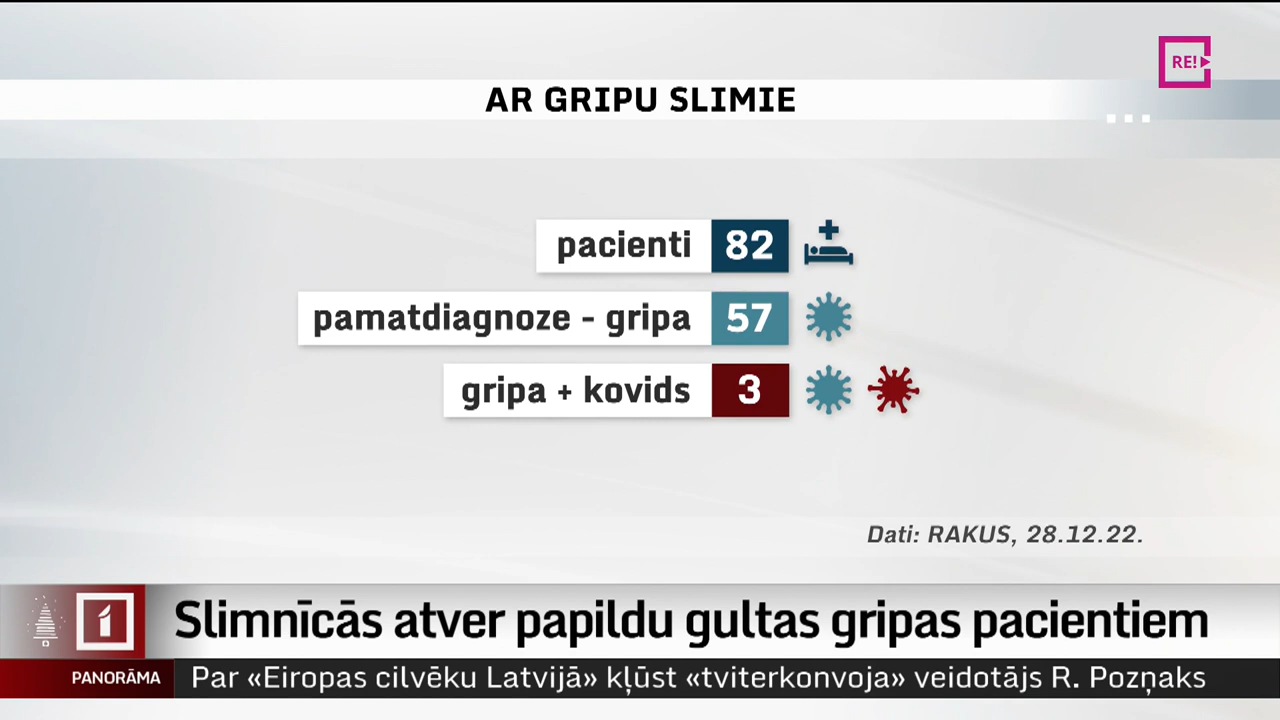 RE!
AR GRIPU SLIMIE
pacienti 82
pamatdiagnoze - gripa 57
gripa + kovids 3
Dati: RAKUS, 28.12.22.
1 Slimnīcās atver papildu gultas gripas pacientiem
PANORĀMA Par «Eiropas cilvēku Latvijā» kļūst «tviterkonvoja» veidotājs R. Pozņaks